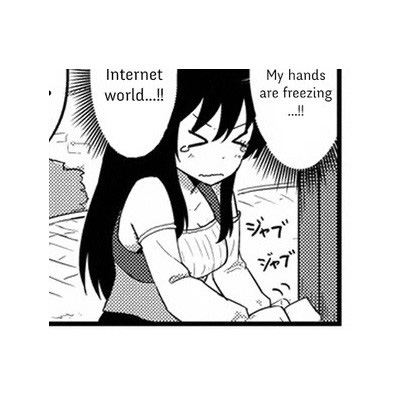 My hands
are freezing
...!!
Internet
world...!!
ジャブ
ジャブ